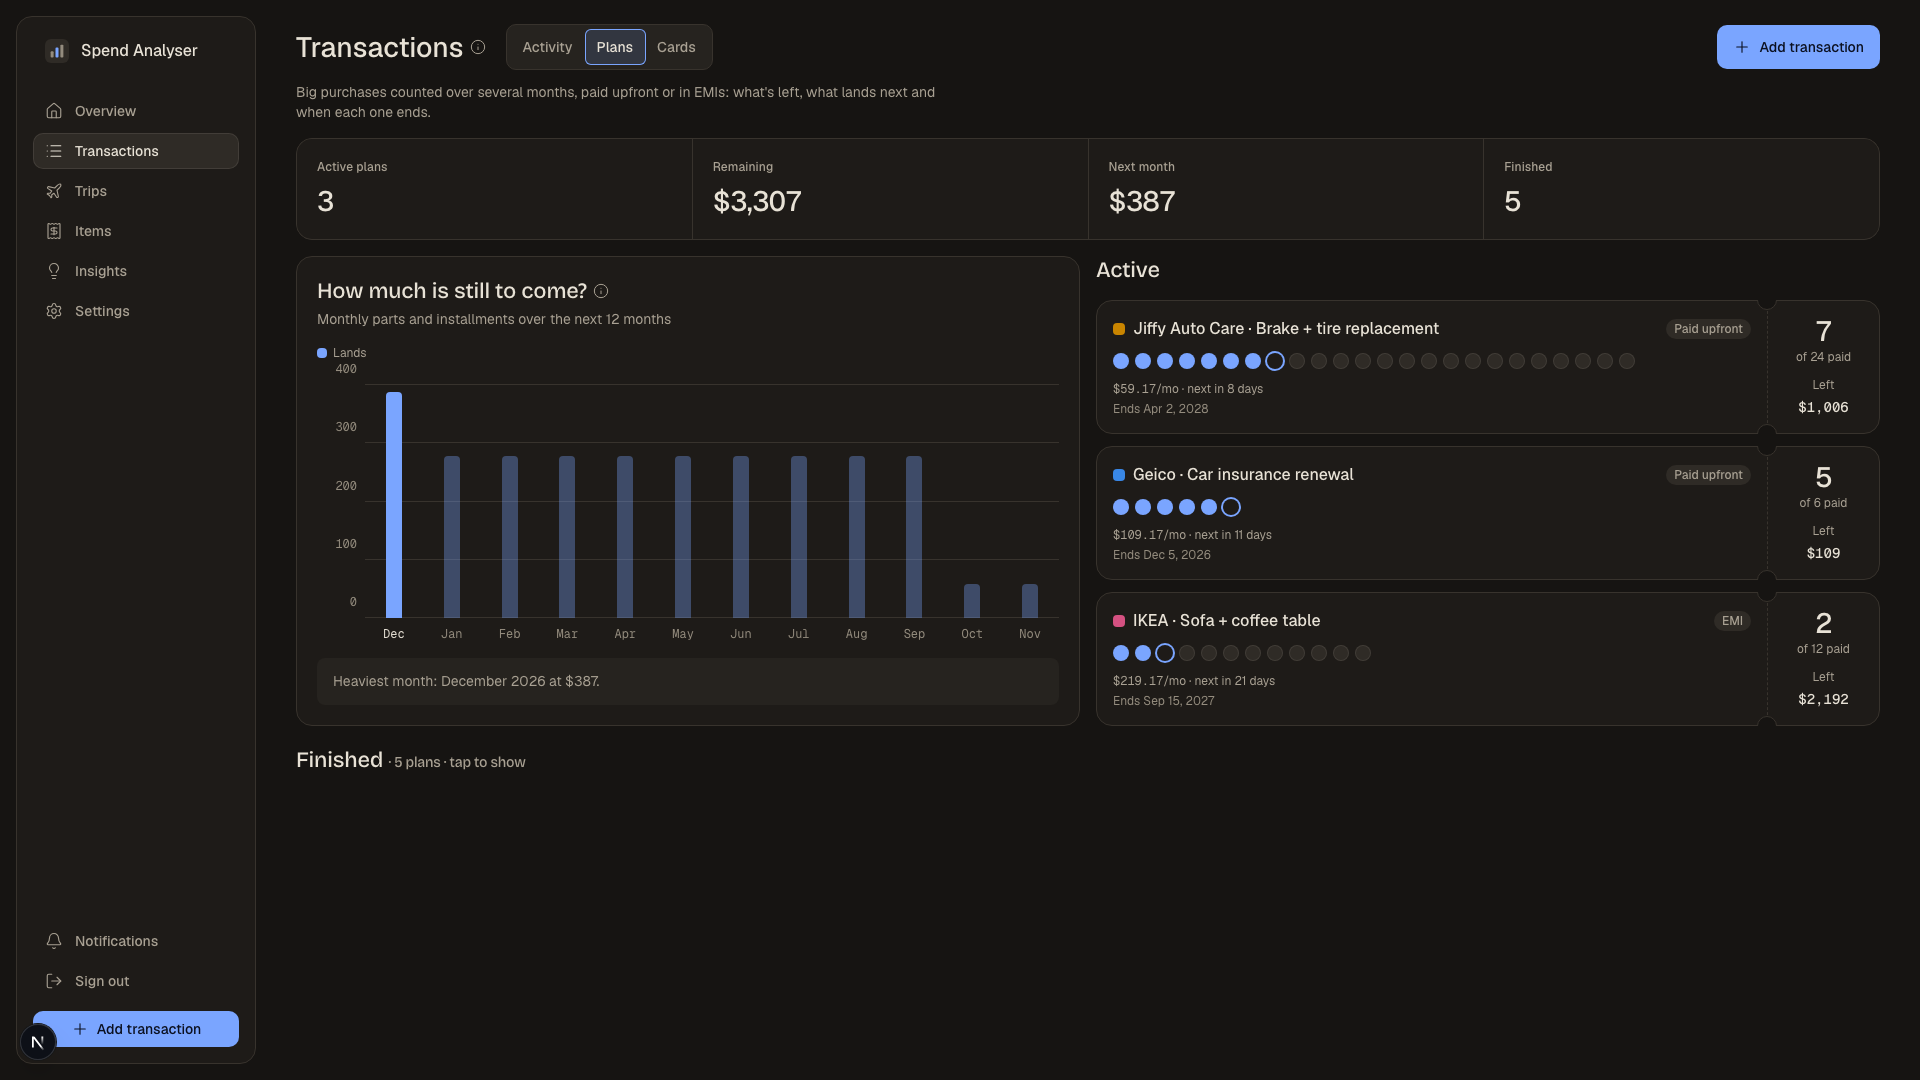 Spend Analyser
Overview
Transactions
Trips
Items
Insights
Settings
Notifications
Sign out
Add transaction
N
Transactions
Activity
Plans
Cards
Add transaction
Big purchases counted over several months, paid upfront or in EMIs: what's left, what lands next and
when each one ends.
Active plans
3
Remaining
$3,307
Next month
$387
Finished
5
How much is still to come?
Monthly parts and installments over the next 12 months
Lands
400
300
200
100
0
Dec Jan Feb Mar Apr May Jun Jul Aug Sep Oct Nov
Heaviest month: December 2026 at $387.
Active
Jiffy Auto Care · Brake + tire replacement
Paid upfront
$59.17/mo · next in 8 days
Ends Apr 2, 2028
7
of 24 paid
Left
$1,006
Geico · Car insurance renewal
Paid upfront
$109.17/mo · next in 11 days
Ends Dec 5, 2026
5
of 6 paid
Left
$109
IKEA · Sofa + coffee table
EMI
$219.17/mo · next in 21 days
Ends Sep 15, 2027
2
of 12 paid
Left
$2,192
Finished · 5 plans · tap to show